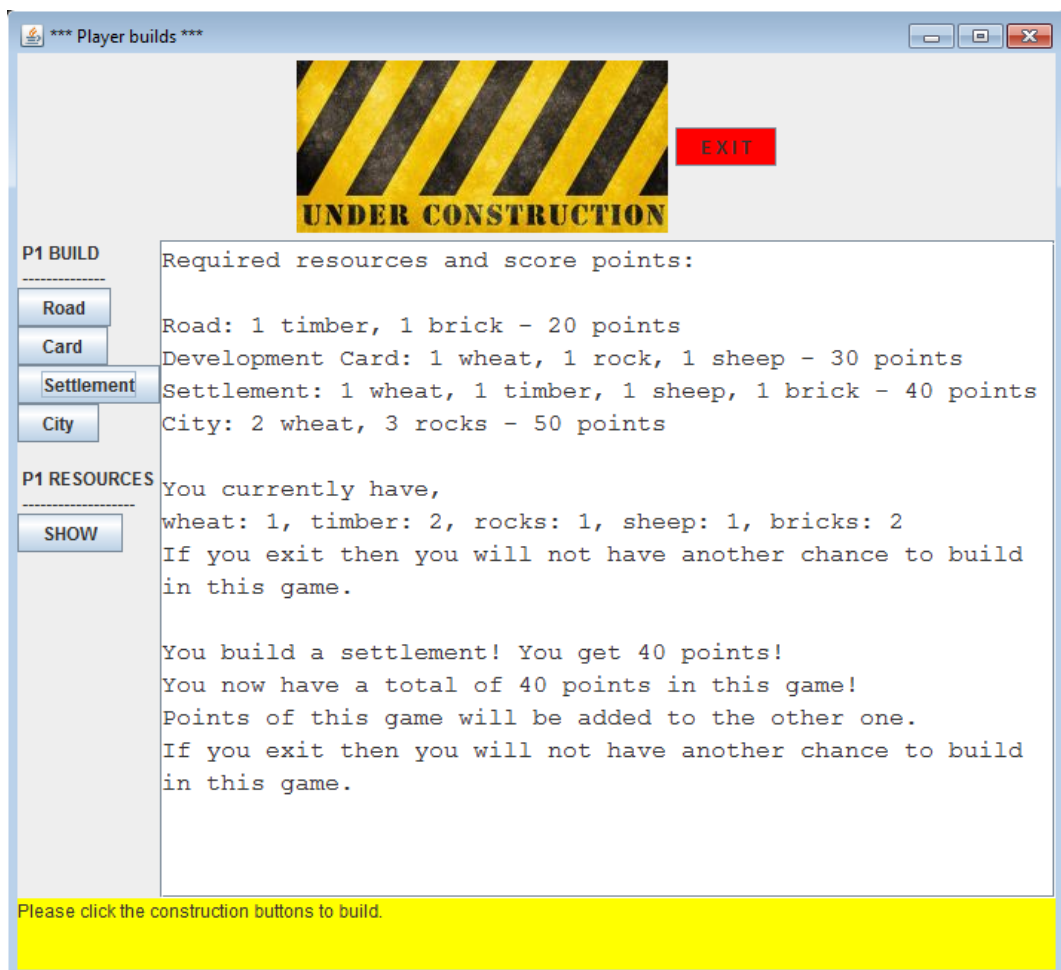 *** Player builds ***
UNDER CONSTRUCTION
EXIT
P1 BUILD
--------------
Road
Card
Settlement
City
P1 RESOURCES
-------------------
SHOW
Required resources and score points:
Road: 1 timber, 1 brick - 20 points
Development Card: 1 wheat, 1 rock, 1 sheep - 30 points
Settlement: 1 wheat, 1 timber, 1 sheep, 1 brick - 40 points
City: 2 wheat, 3 rocks - 50 points
You currently have,
wheat: 1, timber: 2, rocks: 1, sheep: 1, bricks: 2
If you exit then you will not have another chance to build
in this game.
You build a settlement! You get 40 points!
You now have a total of 40 points in this game!
Points of this game will be added to the other one.
If you exit then you will not have another chance to build
in this game.
Please click the construction buttons to build.